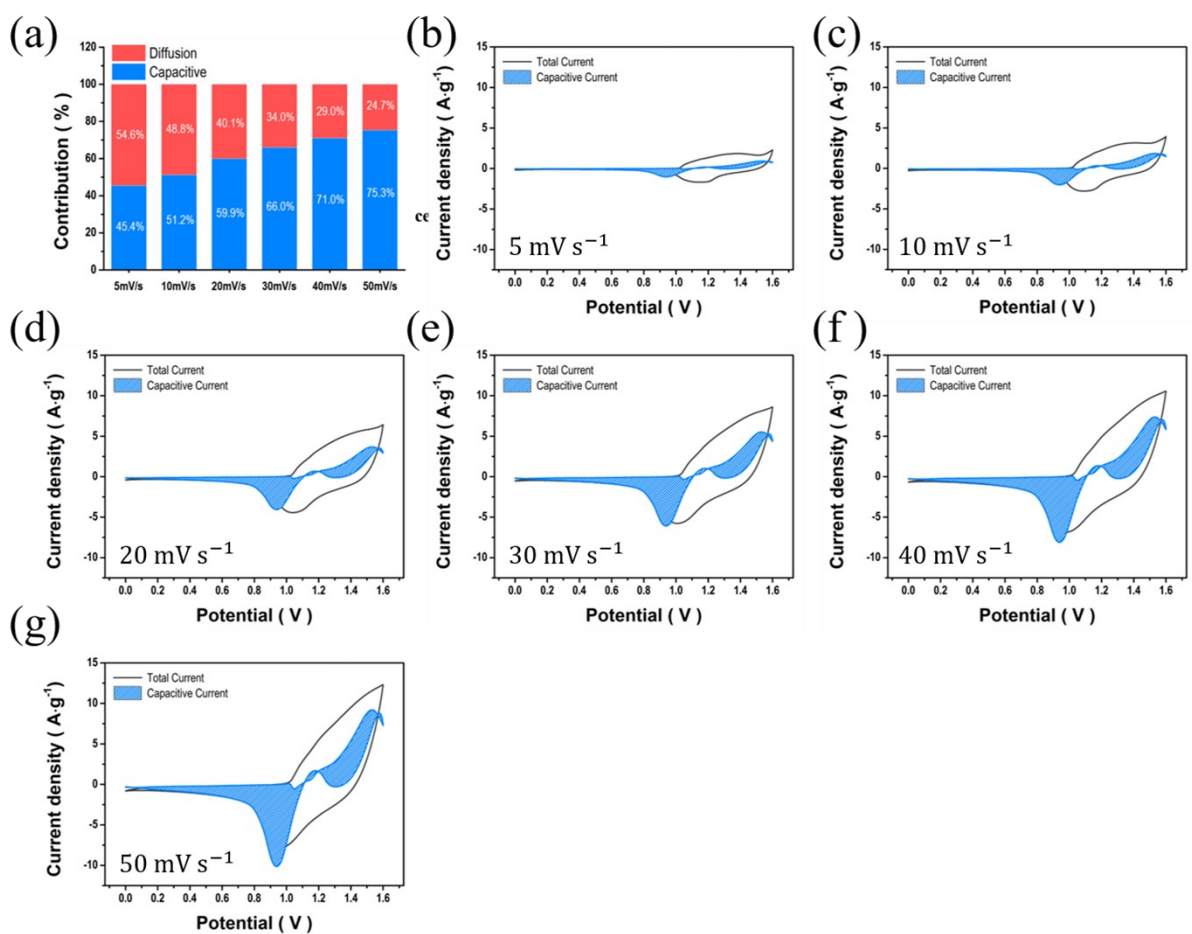 (a)
120
100
80
60
40
20
0
Contribution ( % )
Diffusion
Capacitive
54.6%
48.8%
40.1%
34.0%
29.0%
24.7%
45.4%
51.2%
59.9%
66.0%
71.0%
75.3%
5mV/s 10mV/s 20mV/s 30mV/s 40mV/s 50mV/s
ce
(b)
15
10
5
0
-5
-10
Current density ( A·g⁻¹)
Total Current
Capacitive Current
5 mV s⁻¹
0.0 0.2 0.4 0.6 0.8 1.0 1.2 1.4 1.6
Potential ( V )
(c)
15
10
5
0
-5
-10
Current density ( A·g⁻¹)
Total Current
Capacitive Current
10 mV s⁻¹
0.0 0.2 0.4 0.6 0.8 1.0 1.2 1.4 1.6
Potential ( V )
(d)
15
10
5
0
-5
-10
Current density ( A·g⁻¹)
Total Current
Capacitive Current
20 mV s⁻¹
0.0 0.2 0.4 0.6 0.8 1.0 1.2 1.4 1.6
Potential ( V )
(e)
15
10
5
0
-5
-10
Current density ( A·g⁻¹)
Total Current
Capacitive Current
30 mV s⁻¹
0.0 0.2 0.4 0.6 0.8 1.0 1.2 1.4 1.6
Potential ( V )
(f)
15
10
5
0
-5
-10
Current density ( A·g⁻¹)
Total Current
Capacitive Current
40 mV s⁻¹
0.0 0.2 0.4 0.6 0.8 1.0 1.2 1.4 1.6
Potential ( V )
(g)
15
10
5
0
-5
-10
Current density ( A·g⁻¹)
Total Current
Capacitive Current
50 mV s⁻¹
0.0 0.2 0.4 0.6 0.8 1.0 1.2 1.4 1.6
Potential ( V )